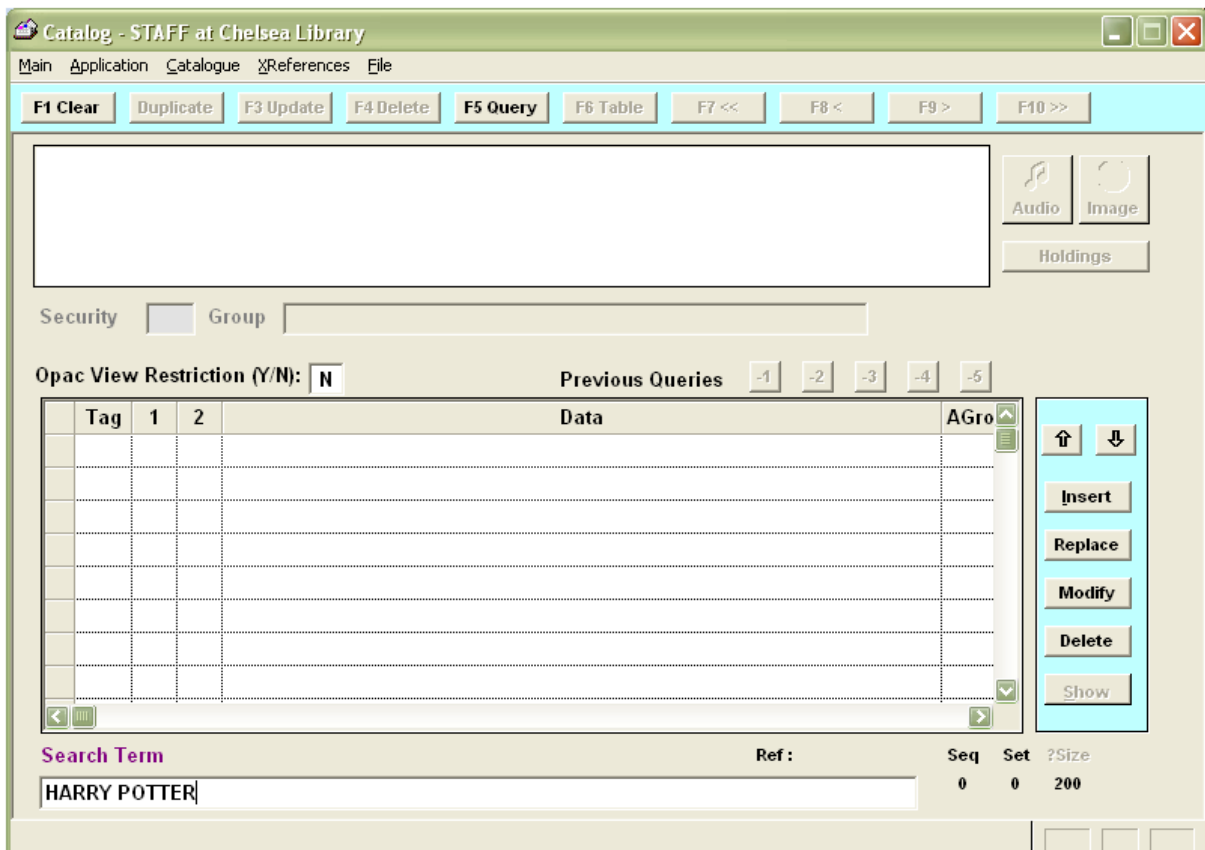 Catalog - STAFF at Chelsea Library
Main Application Catalogue XReferences File
F1 Clear Duplicate F3 Update F4 Delete F5 Query F6 Table F7 << F8 < F9 > F10 >>
Audio Image
Holdings
Security Group
Opac View Restriction (Y/N): N Previous Queries -1 -2 -3 -4 -5
Tag 1 2 Data AGro
Insert
Replace
Modify
Delete
Show
Search Term Ref : Seq Set ?Size
HARRY POTTER 0 0 200